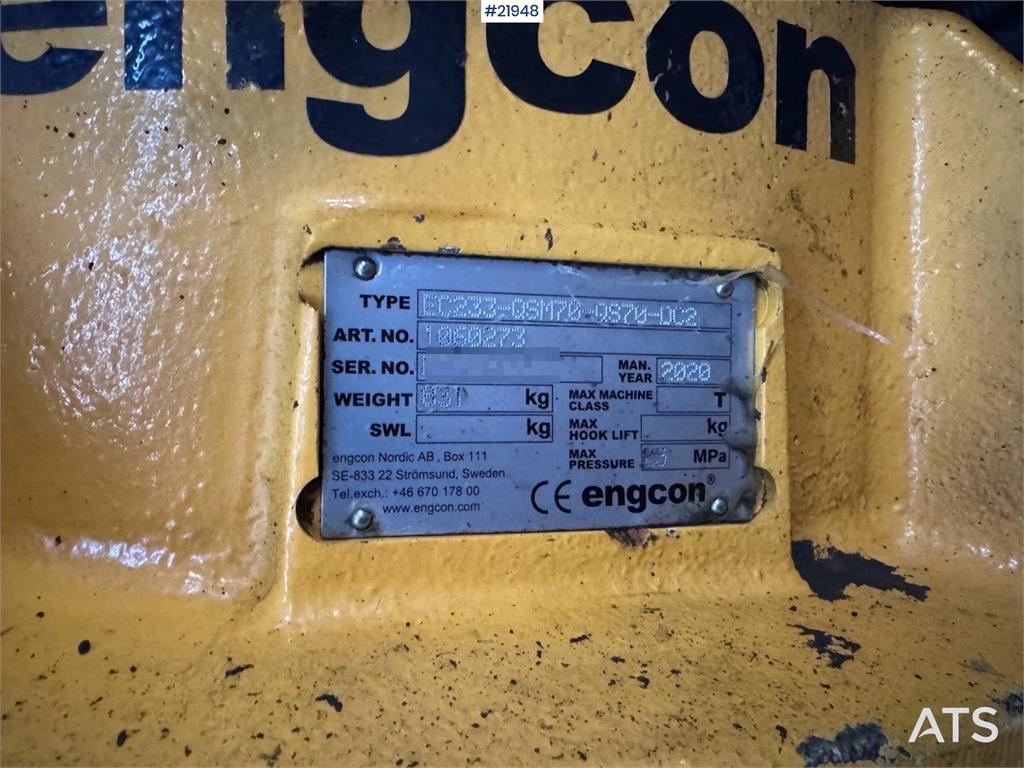 #21948
engcon
TYPE EC233-QSM70-QS70-DC2
ART. NO. 1060273
SER. NO.
MAN. YEAR 2020
WEIGHT kg
MAX MACHINE CLASS T
SWL kg
MAX HOOK LIFT kg
MAX PRESSURE 25 MPa
engcon Nordic AB , Box 111
SE-833 22 Strömsund, Sweden
Tel.exch.: +46 670 178 00
www.engcon.com
CE engcon®
ATS